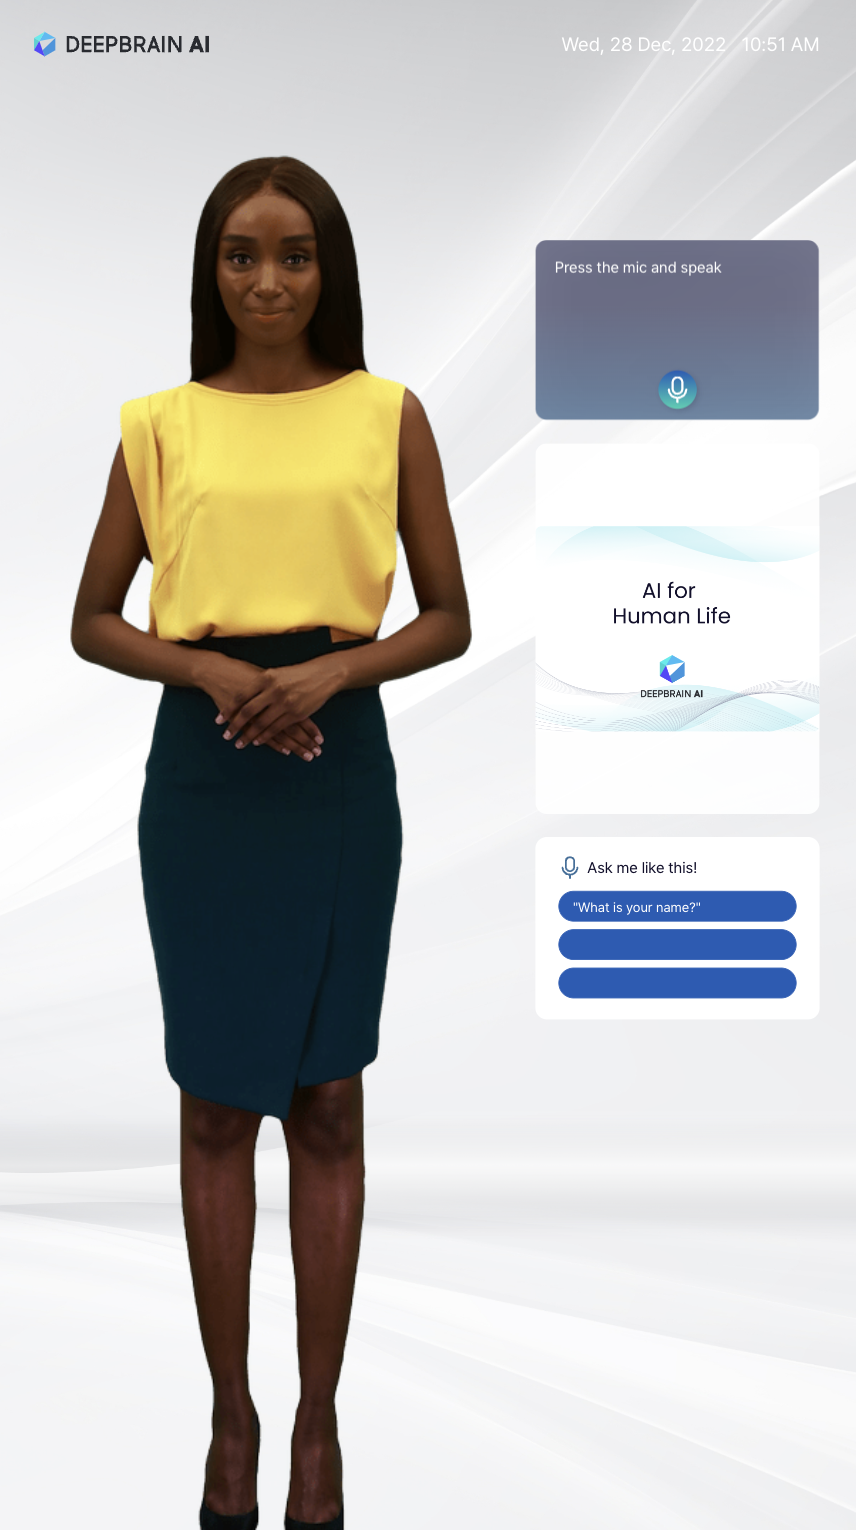 DEEPBRAIN AI
Wed, 28 Dec, 2022 10:51 AM
Press the mic and speak
AI for
Human Life
DEEPBRAIN AI
Ask me like this!
"What is your name?"